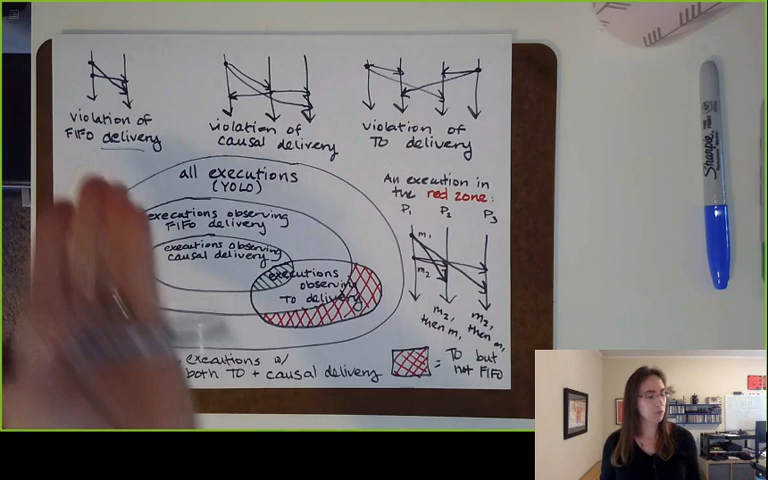 violation of
FIFO delivery
violation of
causal delivery
violation of
TO delivery
all executions
(YOLO)
executions observing
FIFO delivery
executions observing
causal delivery
executions
observing
TO delivery
An execution in
the red zone:
P1 P2 P3
m1
m2
m2,
then m1
m2,
then m1
executions w/
both TO + causal delivery
= TO but
not FIFO
Sharpie